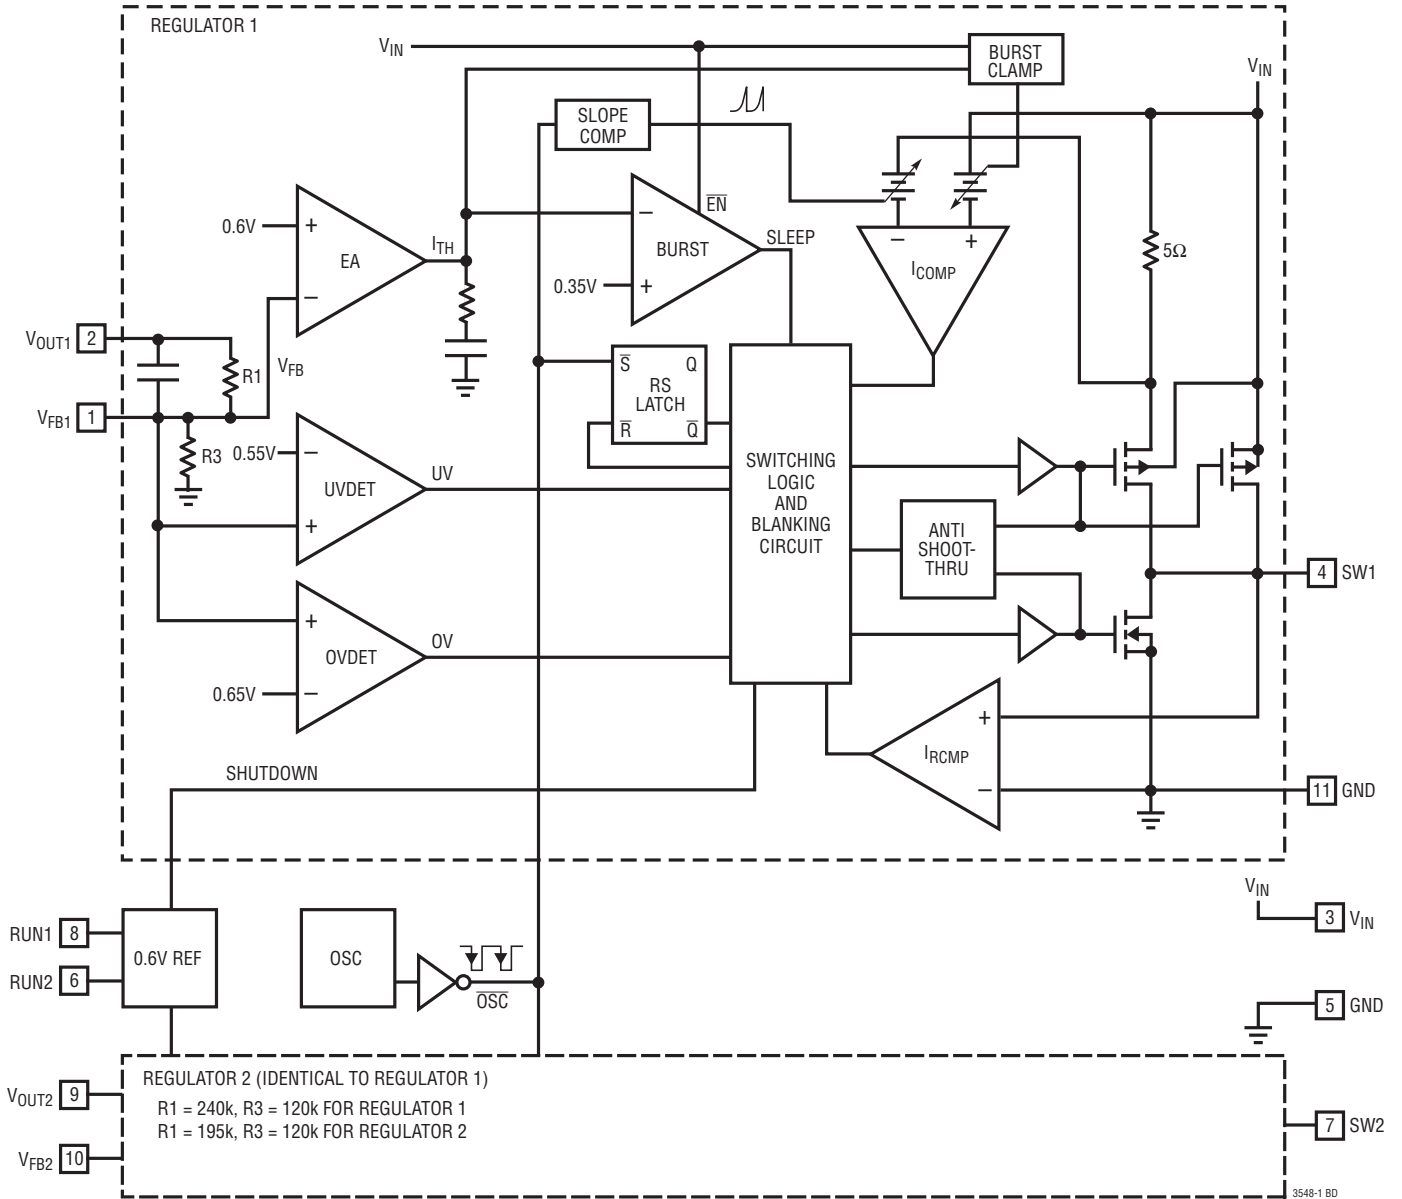 REGULATOR 1
VIN
BURST
CLAMP
VIN
SLOPE
COMP
EN
0.6V
+
EA
−
ITH
−
BURST
+
SLEEP
0.35V
−
+
ICOMP
5Ω
VOUT1
2
R1
VFB
VFB1
1
R3
S
Q
RS
LATCH
R
Q
0.55V
−
UVDET
+
UV
SWITCHING
LOGIC
AND
BLANKING
CIRCUIT
ANTI
SHOOT-
THRU
4
SW1
+
OVDET
−
OV
0.65V
+
IRCMP
−
SHUTDOWN
11
GND
RUN1
8
RUN2
6
0.6V REF
OSC
OSC
VIN
3
VIN
5
GND
REGULATOR 2 (IDENTICAL TO REGULATOR 1)
VOUT2
9
R1 = 240k, R3 = 120k FOR REGULATOR 1
R1 = 195k, R3 = 120k FOR REGULATOR 2
7
SW2
VFB2
10
3548-1 BD